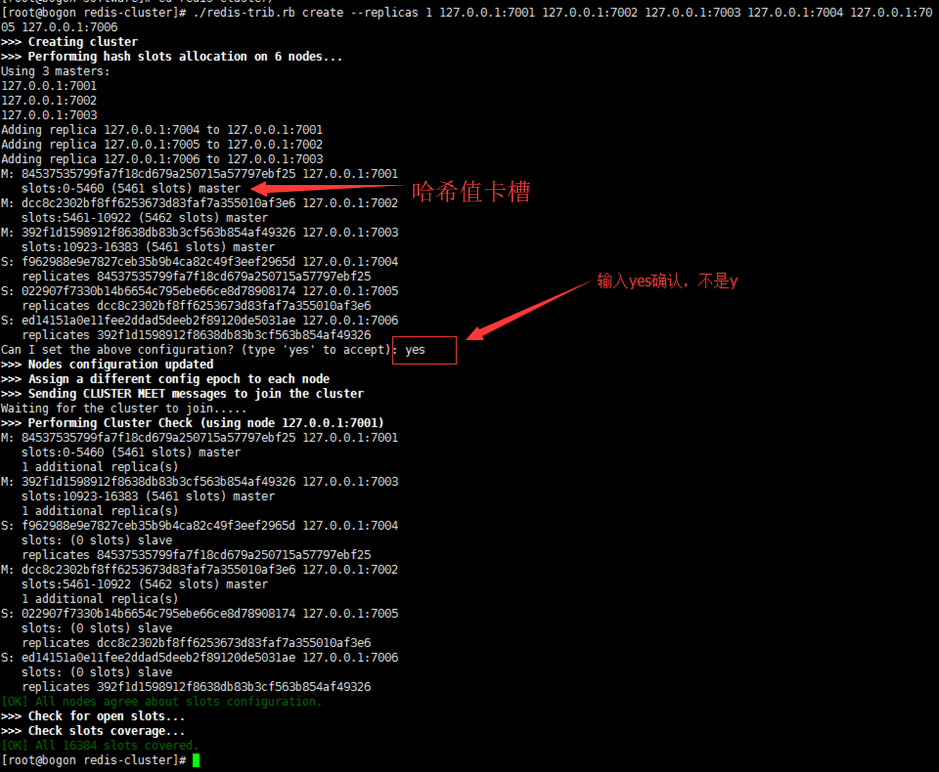 [root@bogon software]# cd redis-cluster/
[root@bogon redis-cluster]# ./redis-trib.rb create --replicas 1 127.0.0.1:7001 127.0.0.1:7002 127.0.0.1:7003 127.0.0.1:7004 127.0.0.1:70
05 127.0.0.1:7006
>>> Creating cluster
>>> Performing hash slots allocation on 6 nodes...
Using 3 masters:
127.0.0.1:7001
127.0.0.1:7002
127.0.0.1:7003
Adding replica 127.0.0.1:7004 to 127.0.0.1:7001
Adding replica 127.0.0.1:7005 to 127.0.0.1:7002
Adding replica 127.0.0.1:7006 to 127.0.0.1:7003
M: 84537535799fa7f18cd679a250715a57797ebf25 127.0.0.1:7001
slots:0-5460 (5461 slots) master
哈希值卡槽
M: dcc8c2302bf8ff6253673d83faf7a355010af3e6 127.0.0.1:7002
slots:5461-10922 (5462 slots) master
M: 392f1d1598912f8638db83b3cf563b854af49326 127.0.0.1:7003
slots:10923-16383 (5461 slots) master
S: f962988e9e7827ceb35b9b4ca82c49f3eef2965d 127.0.0.1:7004
replicates 84537535799fa7f18cd679a250715a57797ebf25
输入yes确认，不是y
S: 022907f7330b14b6654c795ebe66ce8d78908174 127.0.0.1:7005
replicates dcc8c2302bf8ff6253673d83faf7a355010af3e6
S: ed14151a0e11fee2ddad5deeb2f89120de5031ae 127.0.0.1:7006
replicates 392f1d1598912f8638db83b3cf563b854af49326
Can I set the above configuration? (type 'yes' to accept): yes
>>> Nodes configuration updated
>>> Assign a different config epoch to each node
>>> Sending CLUSTER MEET messages to join the cluster
Waiting for the cluster to join.....
>>> Performing Cluster Check (using node 127.0.0.1:7001)
M: 84537535799fa7f18cd679a250715a57797ebf25 127.0.0.1:7001
slots:0-5460 (5461 slots) master
1 additional replica(s)
M: 392f1d1598912f8638db83b3cf563b854af49326 127.0.0.1:7003
slots:10923-16383 (5461 slots) master
1 additional replica(s)
S: f962988e9e7827ceb35b9b4ca82c49f3eef2965d 127.0.0.1:7004
slots: (0 slots) slave
replicates 84537535799fa7f18cd679a250715a57797ebf25
M: dcc8c2302bf8ff6253673d83faf7a355010af3e6 127.0.0.1:7002
slots:5461-10922 (5462 slots) master
1 additional replica(s)
S: 022907f7330b14b6654c795ebe66ce8d78908174 127.0.0.1:7005
slots: (0 slots) slave
replicates dcc8c2302bf8ff6253673d83faf7a355010af3e6
S: ed14151a0e11fee2ddad5deeb2f89120de5031ae 127.0.0.1:7006
slots: (0 slots) slave
replicates 392f1d1598912f8638db83b3cf563b854af49326
[OK] All nodes agree about slots configuration.
>>> Check for open slots...
>>> Check slots coverage...
[OK] All 16384 slots covered.
[root@bogon redis-cluster]#